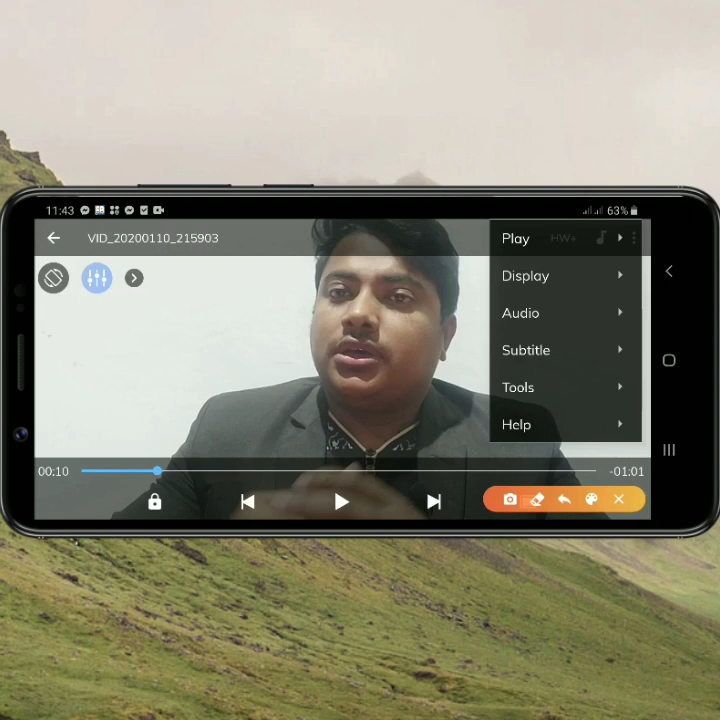 11:43
63%
VID_20200110_215903
HW+
Play
Display
Audio
Subtitle
Tools
Help
00:10
-01:01